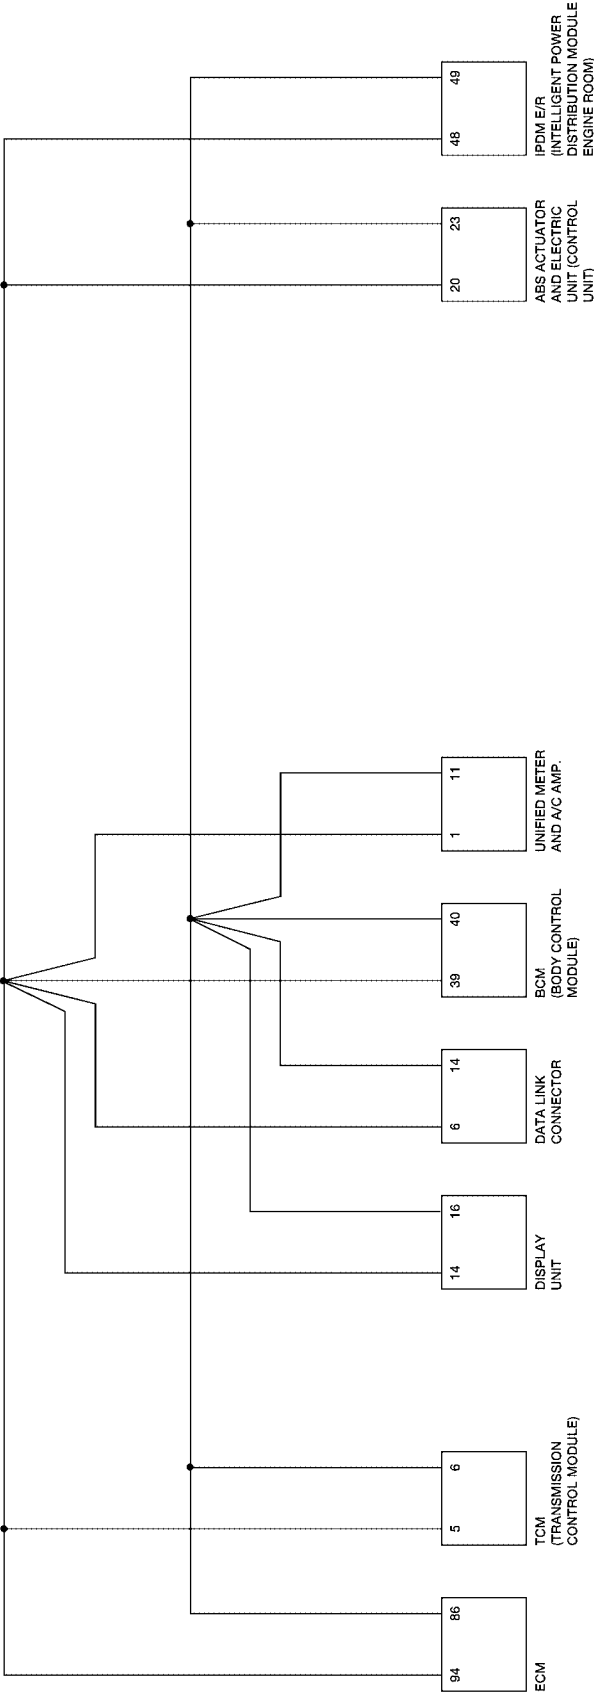 94
86
ECM
5
6
TCM
(TRANSMISSION
CONTROL MODULE)
14
16
DISPLAY
UNIT
6
14
DATA LINK
CONNECTOR
39
40
BCM
(BODY CONTROL
MODULE)
1
11
UNIFIED METER
AND A/C AMP.
20
23
ABS ACTUATOR
AND ELECTRIC
UNIT (CONTROL
UNIT)
48
49
IPDM E/R
(INTELLIGENT POWER
DISTRIBUTION MODULE
ENGINE ROOM)